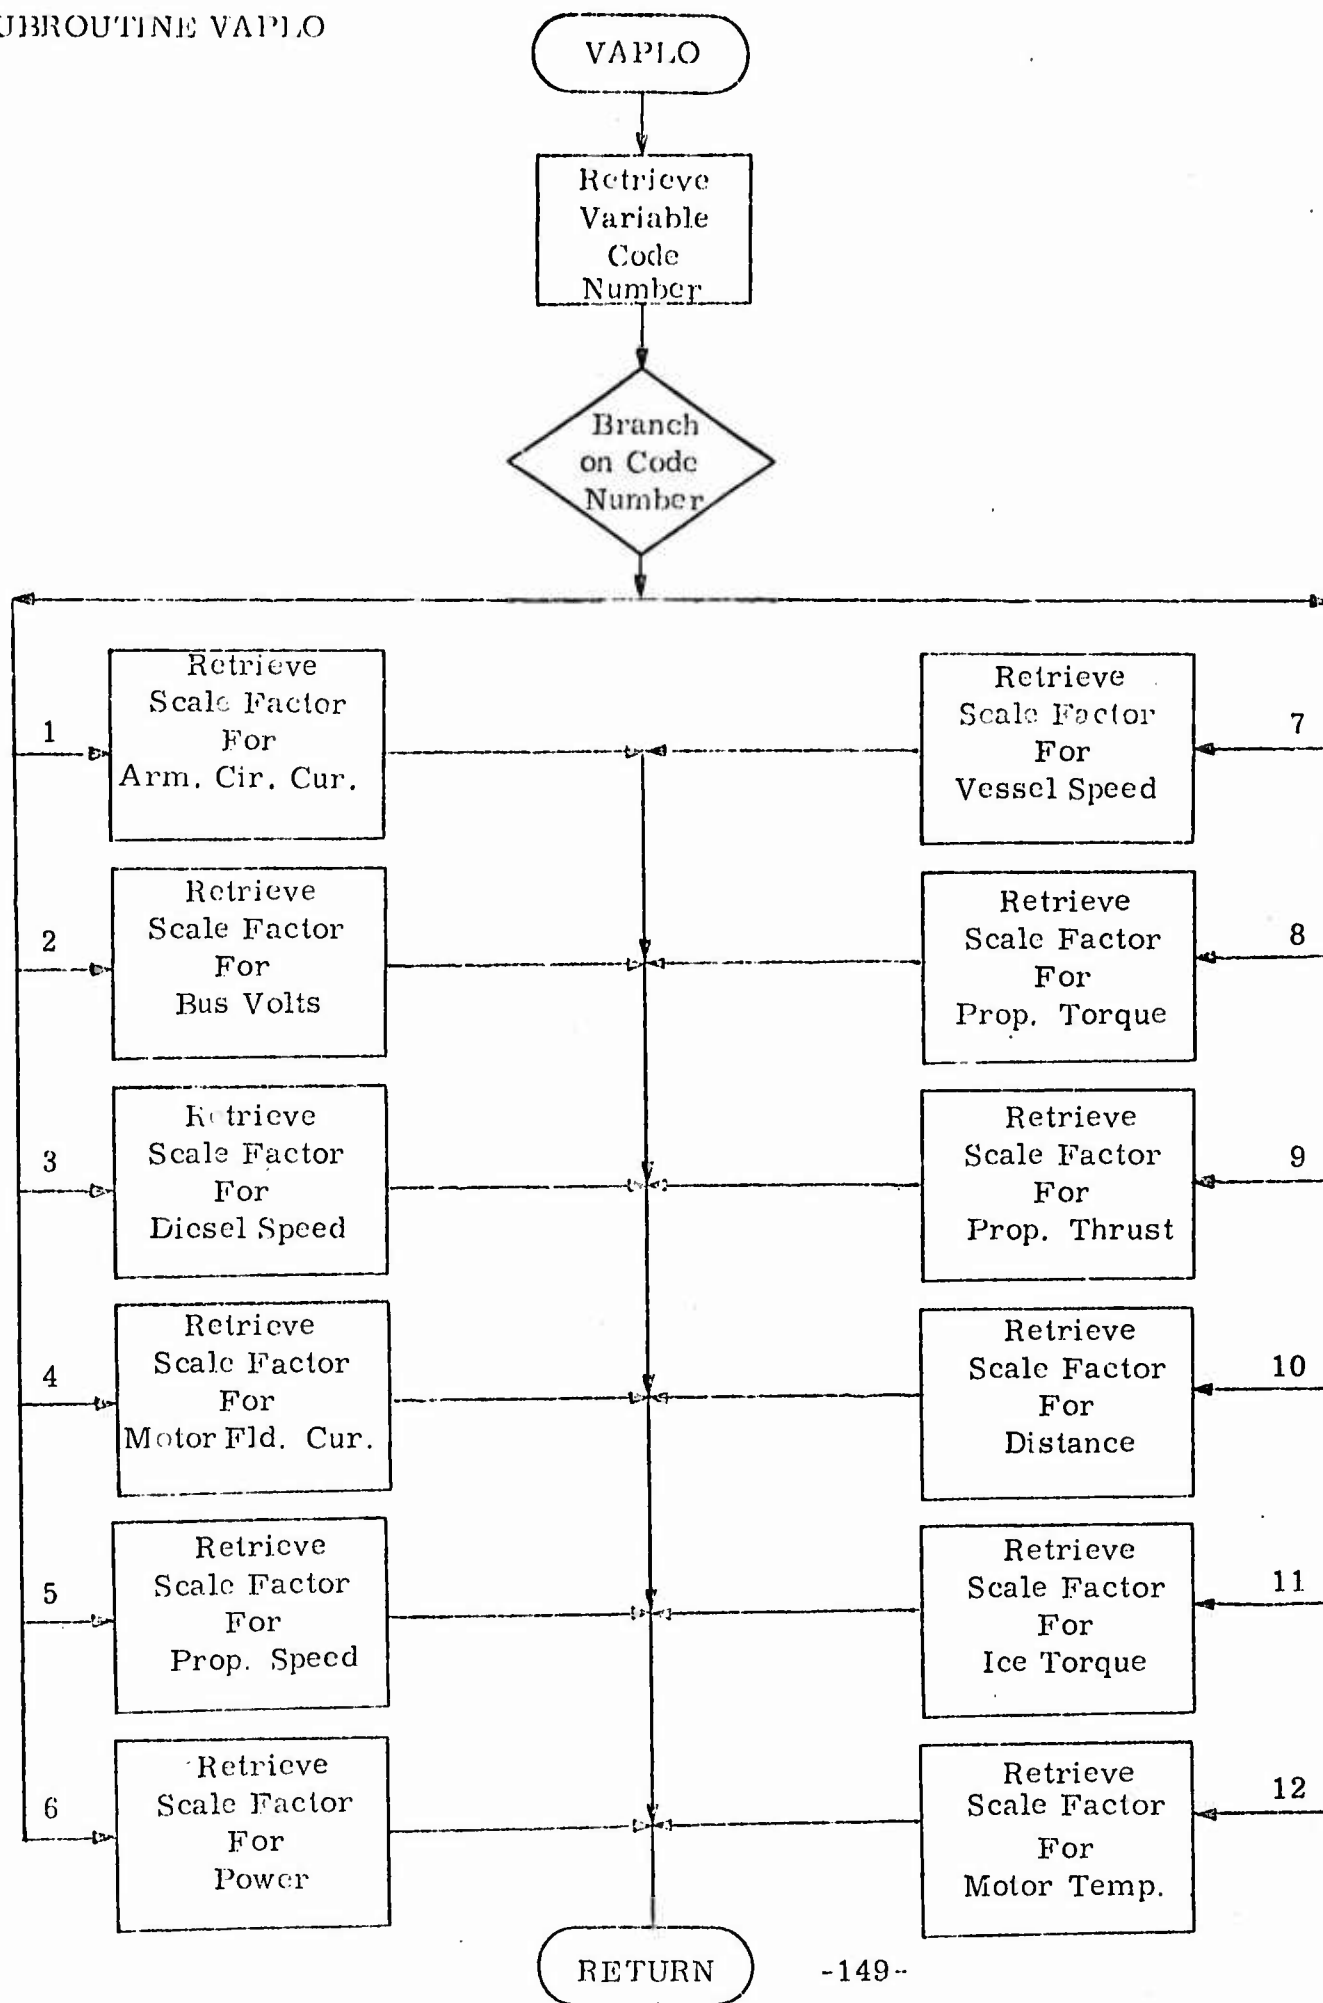 UBROUTINE VAPLO
VAPLO
Retrieve
Variable
Code
Number
Branch
on Code
Number
1
Retrieve
Scale Factor
For
Arm. Cir. Cur.
2
Retrieve
Scale Factor
For
Bus Volts
3
Retrieve
Scale Factor
For
Diesel Speed
4
Retrieve
Scale Factor
For
Motor Fld. Cur.
5
Retrieve
Scale Factor
For
Prop. Speed
6
Retrieve
Scale Factor
For
Power
7
Retrieve
Scale Factor
For
Vessel Speed
8
Retrieve
Scale Factor
For
Prop. Torque
9
Retrieve
Scale Factor
For
Prop. Thrust
10
Retrieve
Scale Factor
For
Distance
11
Retrieve
Scale Factor
For
Ice Torque
12
Retrieve
Scale Factor
For
Motor Temp.
RETURN
-149-